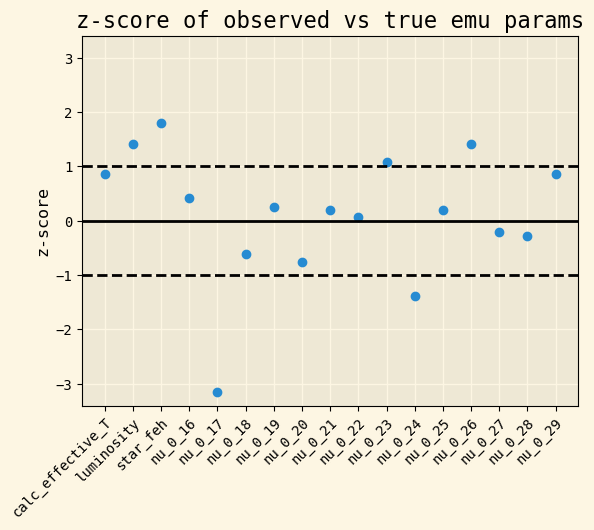 z-score of observed vs true emu params
z-score
3
2
1
0
−1
−2
−3
calc_effective_T
luminosity
star_feh
nu_0_16
nu_0_17
nu_0_18
nu_0_19
nu_0_20
nu_0_21
nu_0_22
nu_0_23
nu_0_24
nu_0_25
nu_0_26
nu_0_27
nu_0_28
nu_0_29